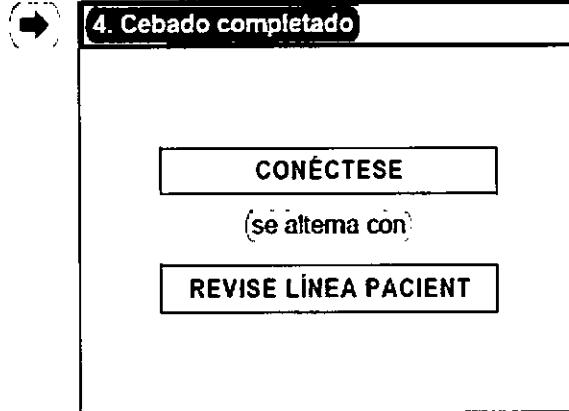 4. Cebado completado
CONÉCTESE
(se alterna con)
REVISE LÍNEA PACIENT